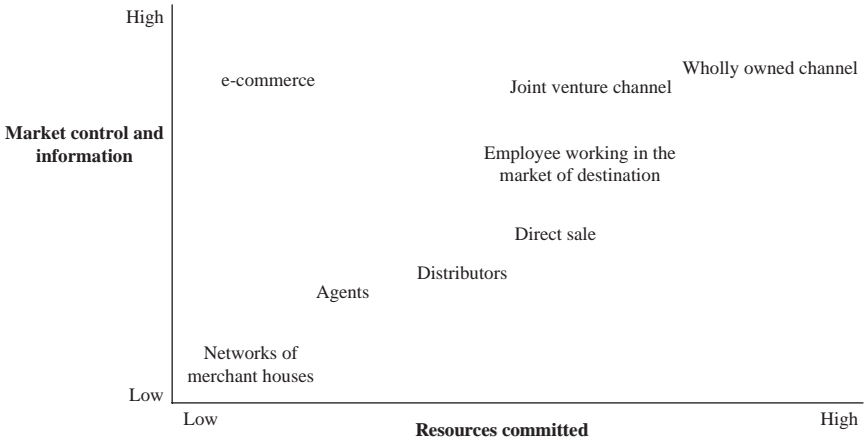 High
Wholly owned channel
e-commerce
Joint venture channel
Market control and
information
Employee working in the
market of destination
Direct sale
Distributors
Agents
Networks of
merchant houses
Low
Low
High
Resources committed